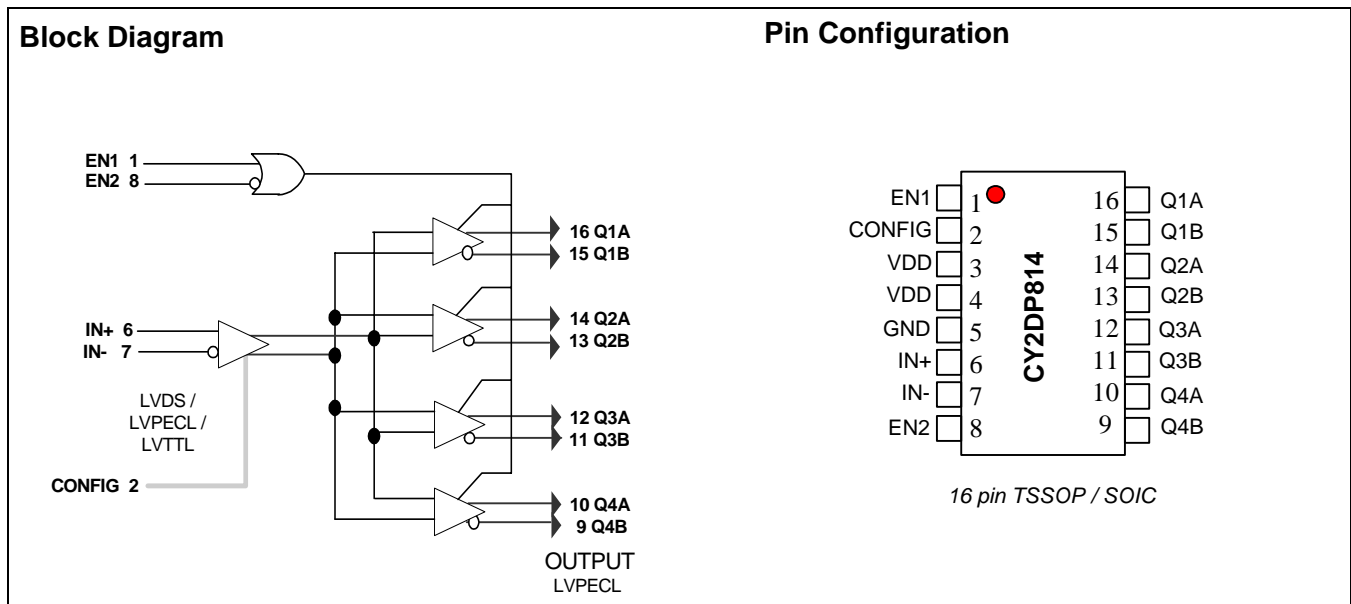 Block Diagram
EN1 1
EN2 8
16 Q1A
15 Q1B
14 Q2A
13 Q2B
IN+ 6
IN- 7
LVDS /
LVPECL /
LVTTL
12 Q3A
11 Q3B
CONFIG 2
10 Q4A
9 Q4B
OUTPUT
LVPECL
Pin Configuration
EN1 1 16 Q1A
CONFIG 2 15 Q1B
VDD 3 14 Q2A
VDD 4 13 Q2B
GND 5 12 Q3A
IN+ 6 11 Q3B
IN- 7 10 Q4A
EN2 8 9 Q4B
CY2DP814
16 pin TSSOP / SOIC